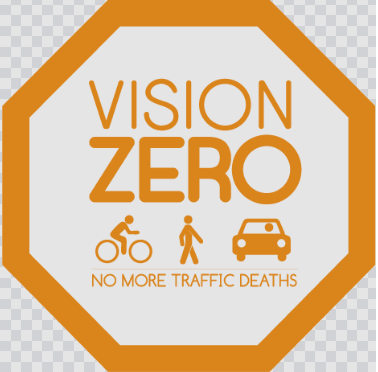 VISION
ZERO
NO MORE TRAFFIC DEATHS